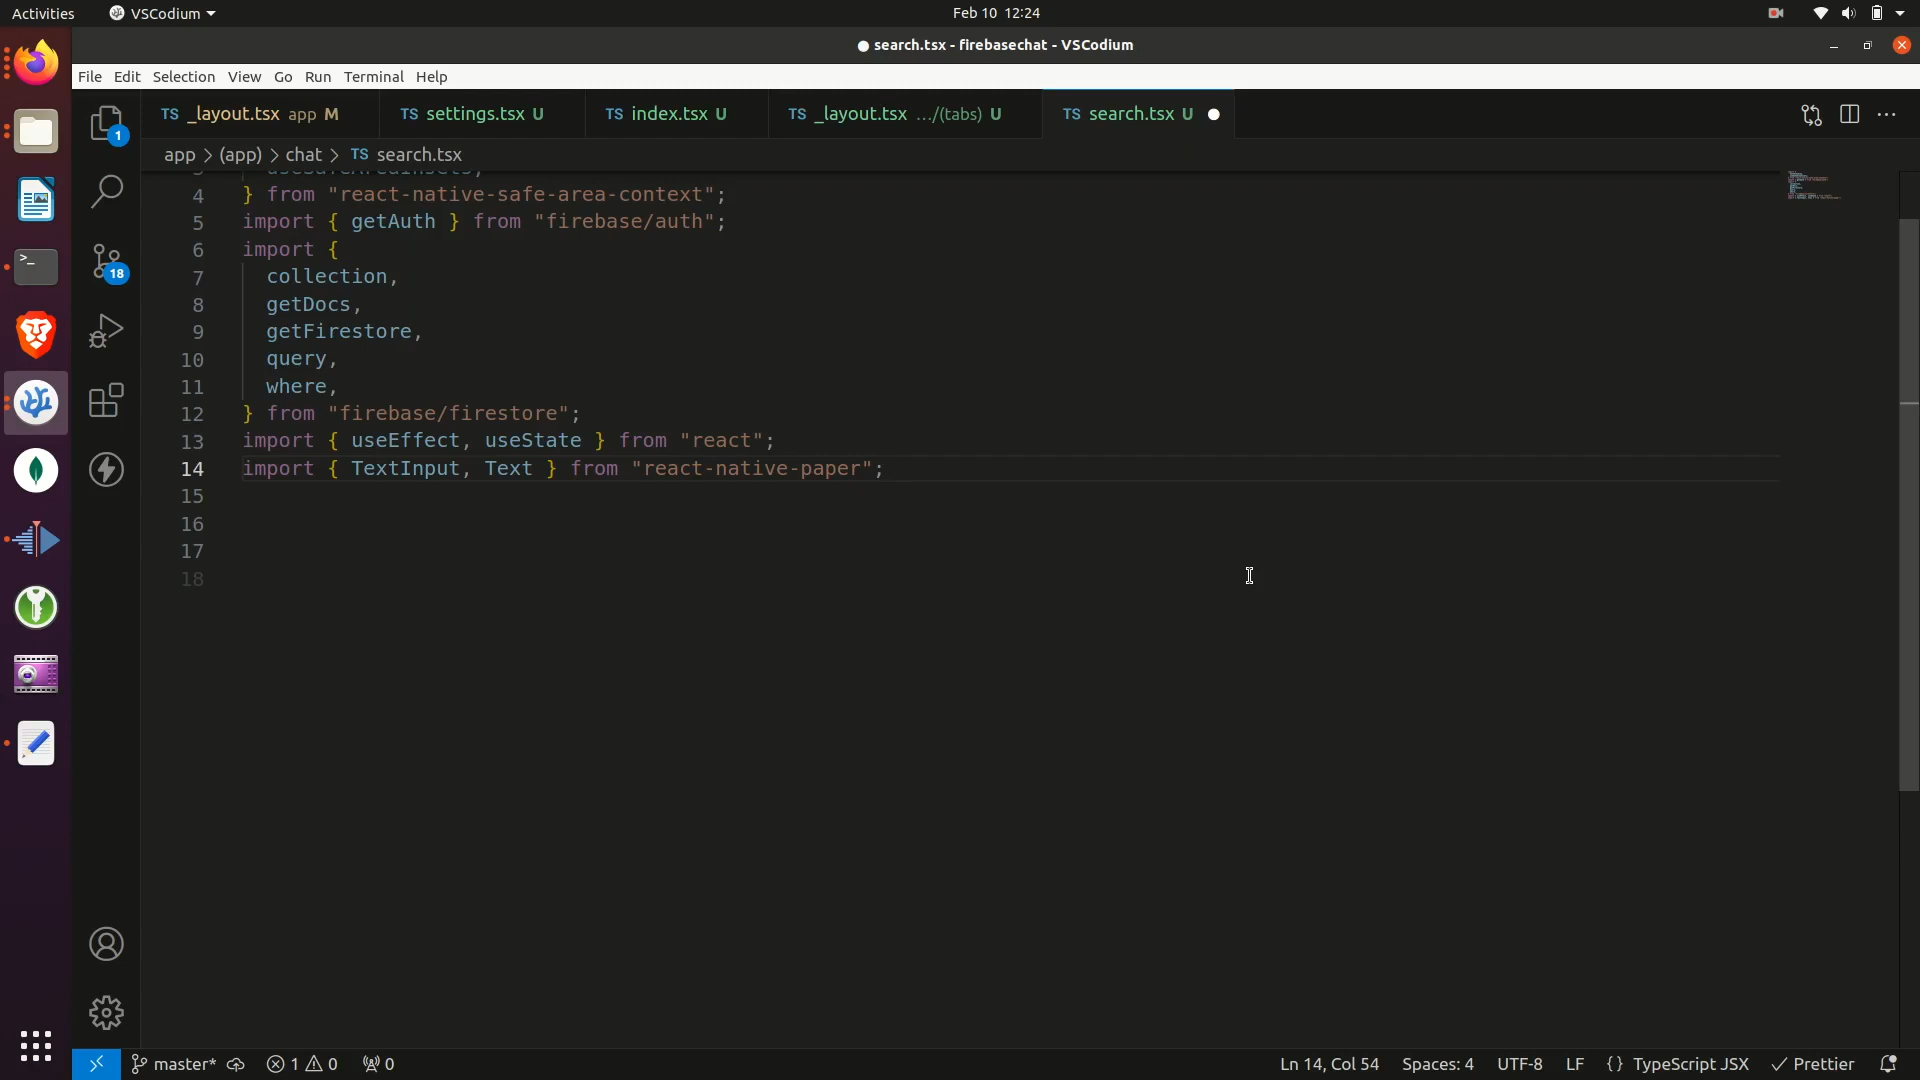 Activities VSCodium Feb 10 12:24
search.tsx - firebasechat - VSCodium
File Edit Selection View Go Run Terminal Help
TS _layout.tsx app M TS settings.tsx U TS index.tsx U TS _layout.tsx .../(tabs) U TS search.tsx U
app > (app) > chat > TS search.tsx
4 } from "react-native-safe-area-context";
5 import { getAuth } from "firebase/auth";
6 import {
7 collection,
8 getDocs,
9 getFirestore,
10 query,
11 where,
12 } from "firebase/firestore";
13 import { useEffect, useState } from "react";
14 import { TextInput, Text } from "react-native-paper";
15
16
17
18
1
18
master* 1 0 0 Ln 14, Col 54 Spaces: 4 UTF-8 LF {} TypeScript JSX Prettier